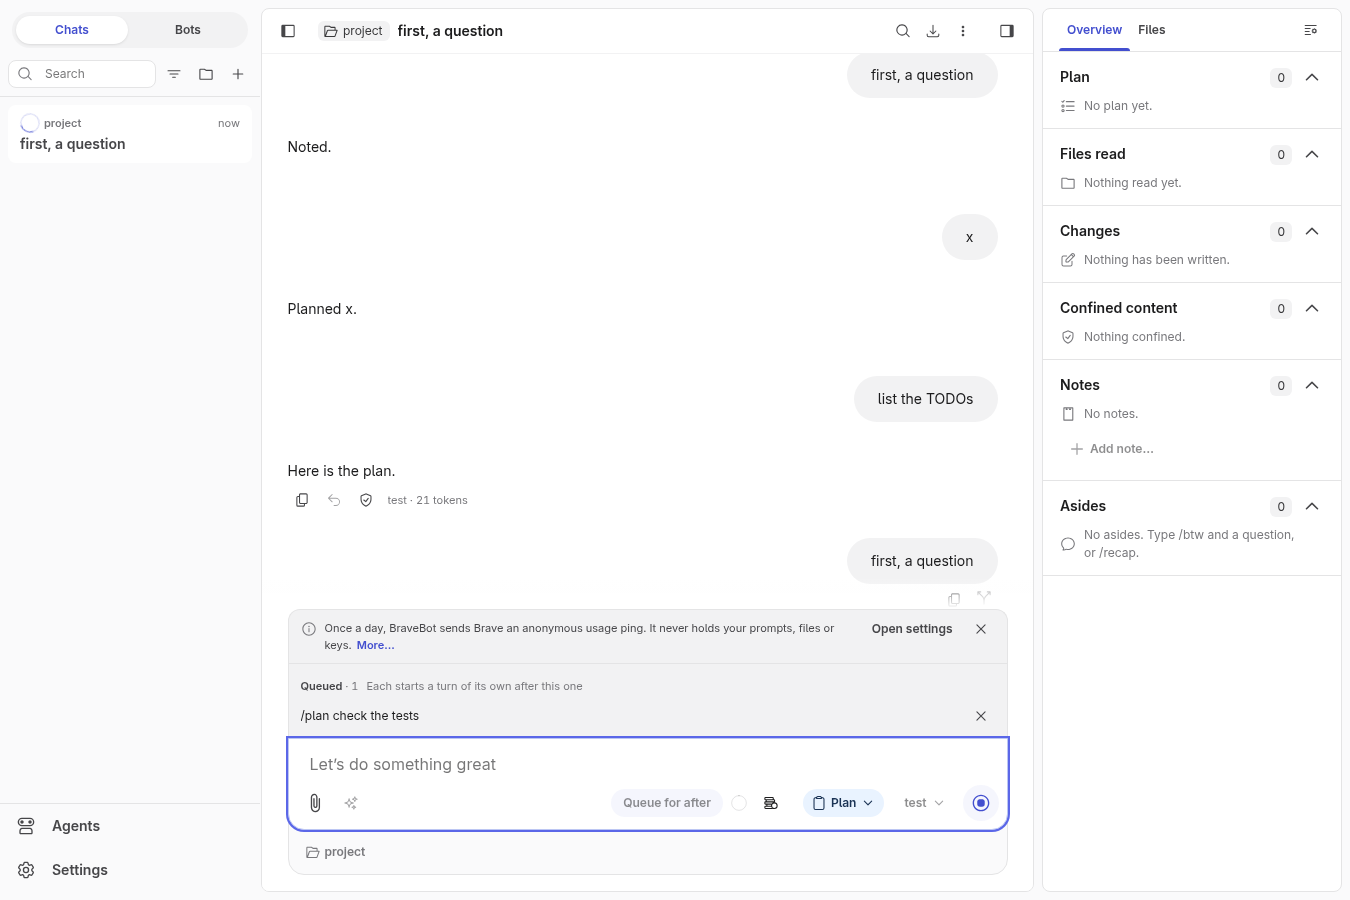 Chats
Bots
Search
project
now
first, a question
project
first, a question
first, a question
Noted.
x
Planned x.
list the TODOs
Here is the plan.
test · 21 tokens
first, a question
Once a day, BraveBot sends Brave an anonymous usage ping. It never holds your prompts, files or
keys. More...
Open settings
Queued · 1 Each starts a turn of its own after this one
/plan check the tests
Let’s do something great
Queue for after
Plan
test
project
Agents
Settings
Overview
Files
Plan
0
No plan yet.
Files read
0
Nothing read yet.
Changes
0
Nothing has been written.
Confined content
0
Nothing confined.
Notes
0
No notes.
Add note...
Asides
0
No asides. Type /btw and a question,
or /recap.